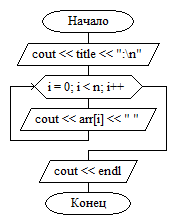 Начало
cout << title << ":\n"
i = 0; i < n; i++
cout << arr[i] << " "
cout << endl
Конец